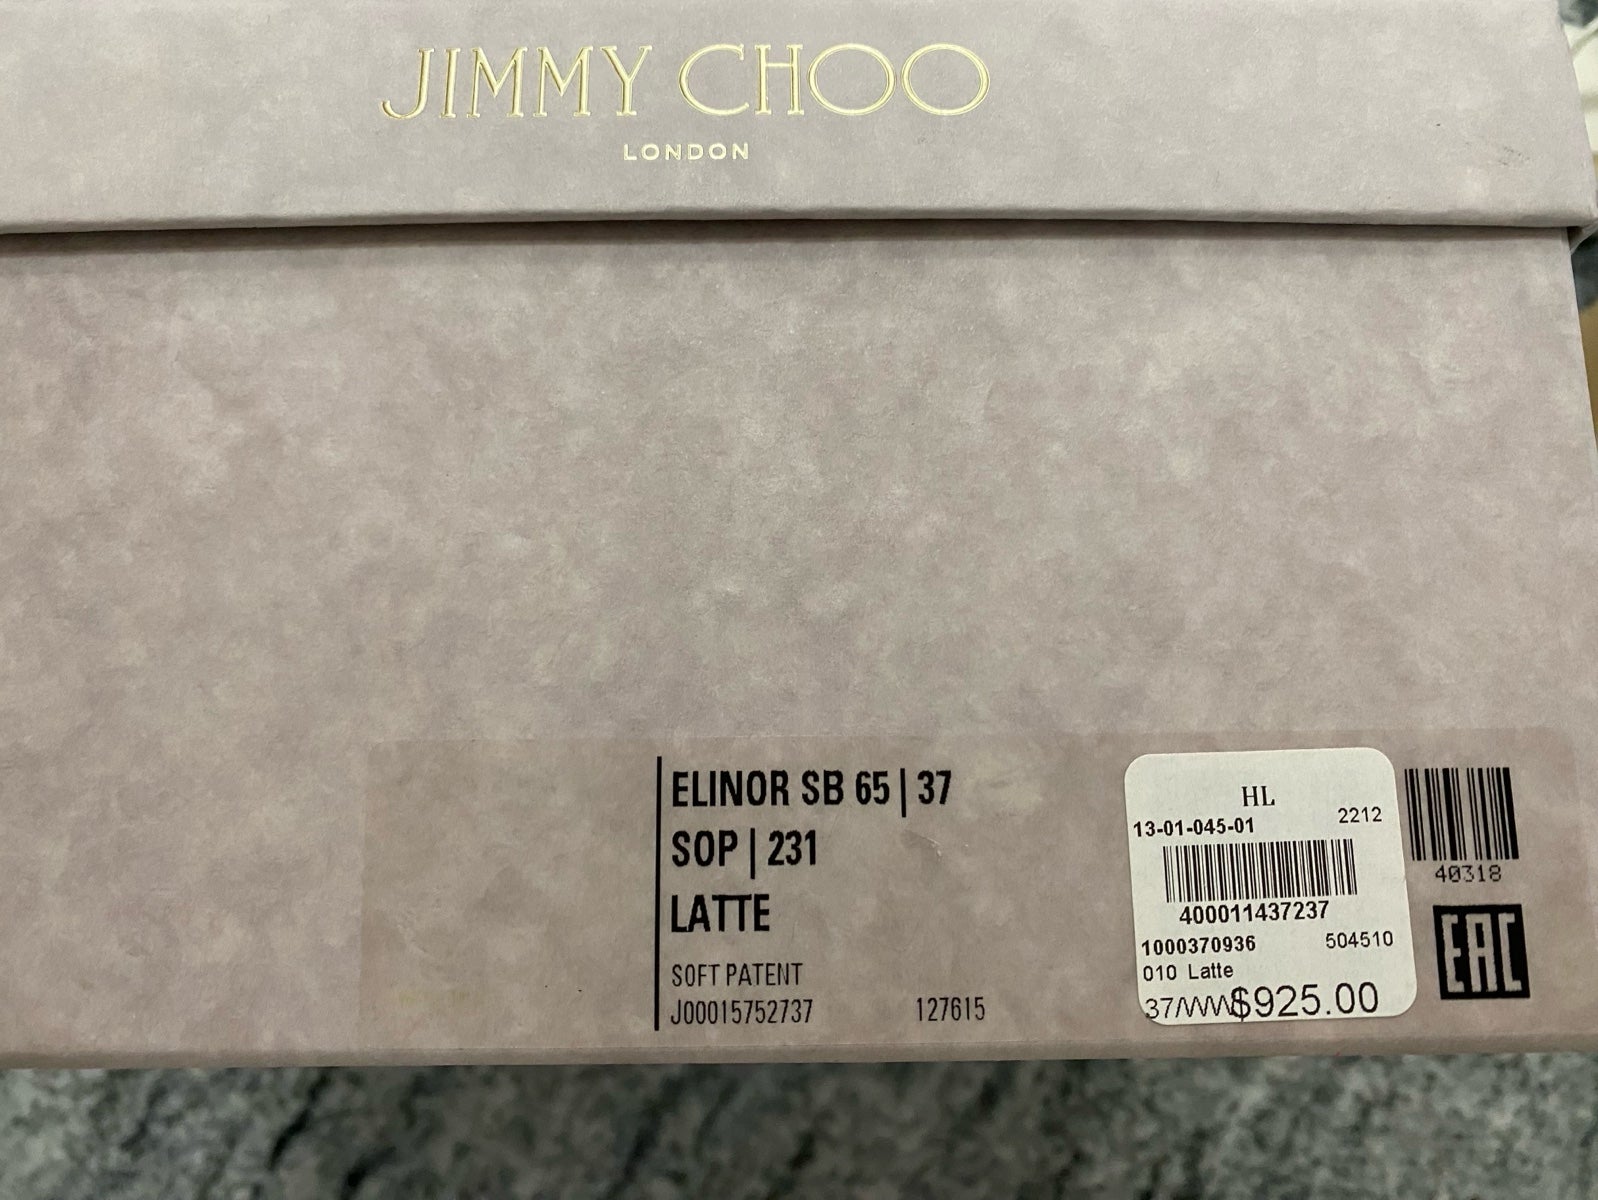 JIMMY CHOO
LONDON
ELINOR SB 65 | 37
SOP | 231
LATTE
SOFT PATENT
J00015752737 127615
HL
13-01-045-01 2212
400011437237
1000370936 504510
010 Latte
37/ $925.00
40318
EAC